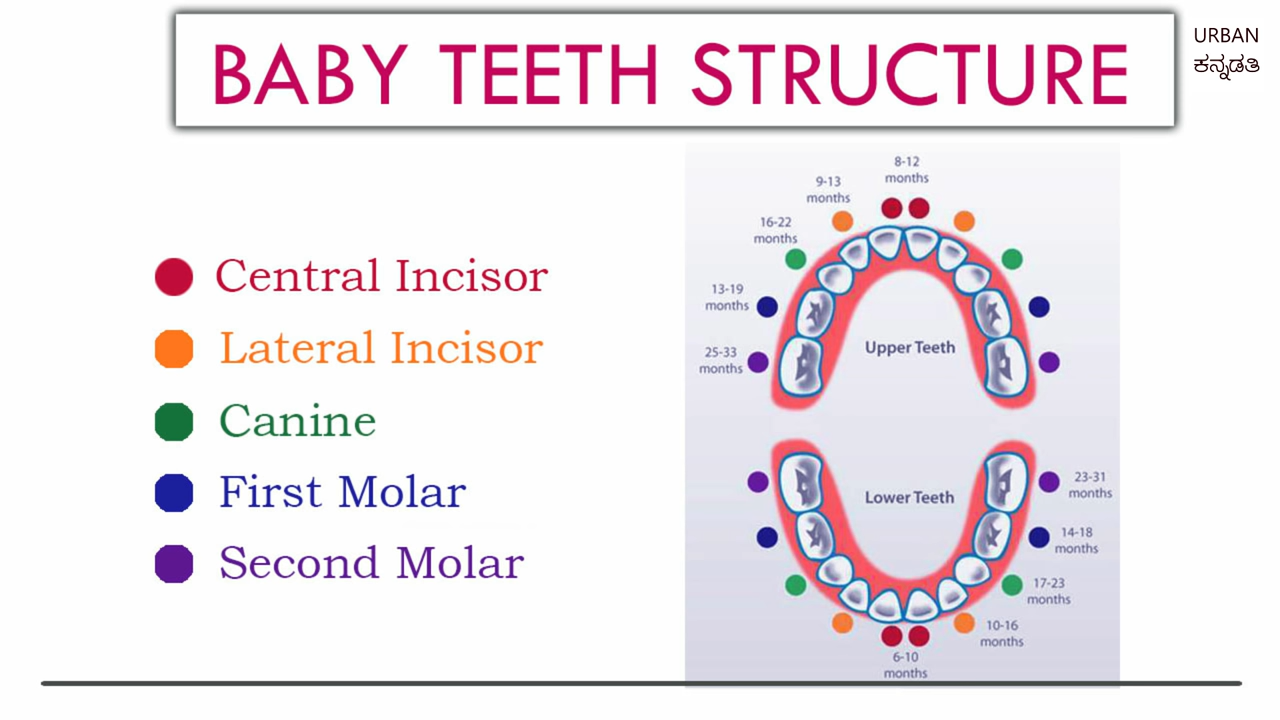 BABY TEETH STRUCTURE
URBAN
ಕನ್ನಡತಿ
Central Incisor
Lateral Incisor
Canine
First Molar
Second Molar
8-12
months
9-13
months
16-22
months
13-19
months
25-33
months
Upper Teeth
Lower Teeth
23-31
months
14-18
months
17-23
months
10-16
months
6-10
months